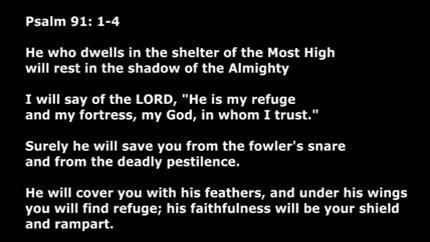 Psalm 91: 1-4
He who dwells in the shelter of the Most High
will rest in the shadow of the Almighty
I will say of the LORD, "He is my refuge
and my fortress, my God, in whom I trust."
Surely he will save you from the fowler's snare
and from the deadly pestilence.
He will cover you with his feathers, and under his wings
you will find refuge; his faithfulness will be your shield
and rampart.